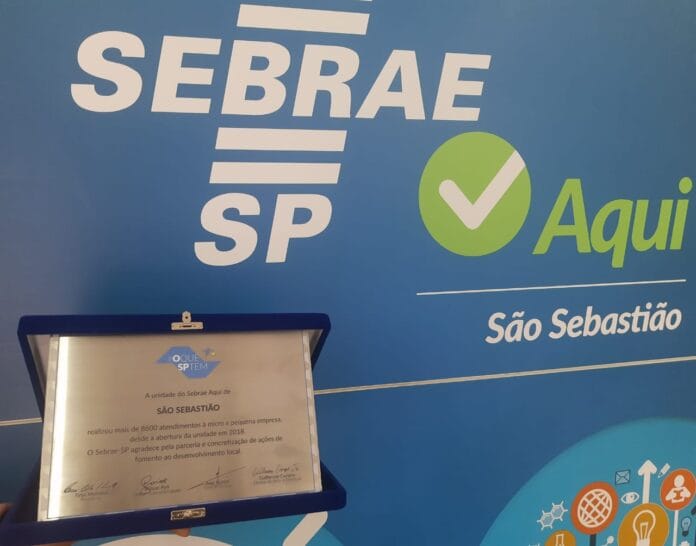 SEBRAE
SP
Aqui
São Sebastião
O QUE
SP TEM
A unidade do Sebrae Aqui de
SÃO SEBASTIÃO
realizou mais de 8600 atendimentos à micro e pequena empresa,
desde a abertura da unidade em 2018.
O Sebrae-SP agradece pela parceria e concretização de ações de
fomento ao desenvolvimento local.
Guilherme Campos